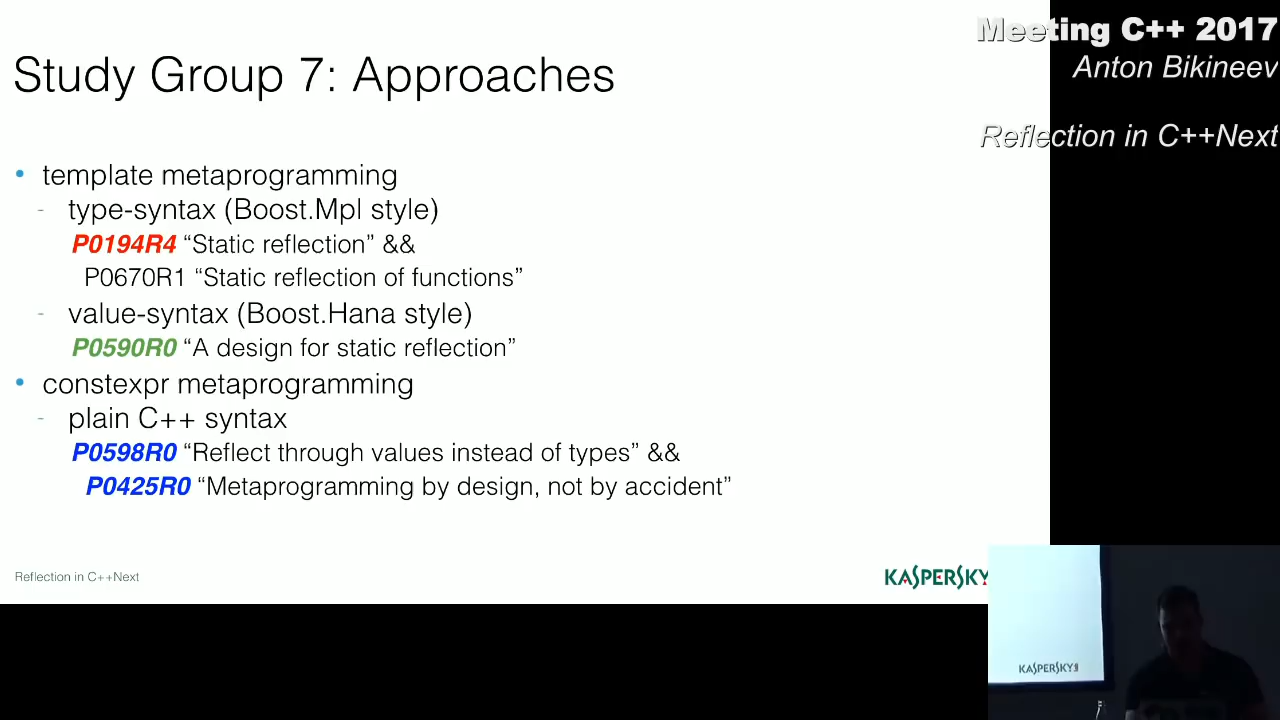 Meeting C++ 2017
Anton Bikineev
Reflection in C++Next
Study Group 7: Approaches
• template metaprogramming
- type-syntax (Boost.Mpl style)
P0194R4 “Static reflection” &&
P0670R1 “Static reflection of functions”
- value-syntax (Boost.Hana style)
P0590R0 “A design for static reflection”
• constexpr metaprogramming
- plain C++ syntax
P0598R0 “Reflect through values instead of types” &&
P0425R0 “Metaprogramming by design, not by accident”
Reflection in C++Next
KASPERSKY
KASPERSKY